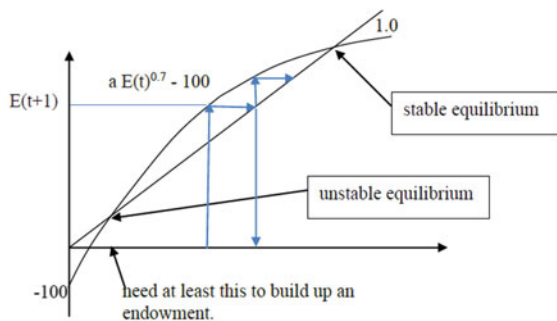 1.0
a E(t)^0.7 - 100
E(t+1)
stable equilibrium
unstable equilibrium
-100
need at least this to build up an
endowment.